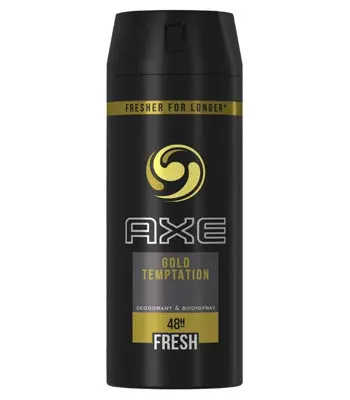 FRESHER FOR LONGER*
AXE
GOLD
TEMPTATION
DEODORANT & BODYSPRAY
48H
FRESH